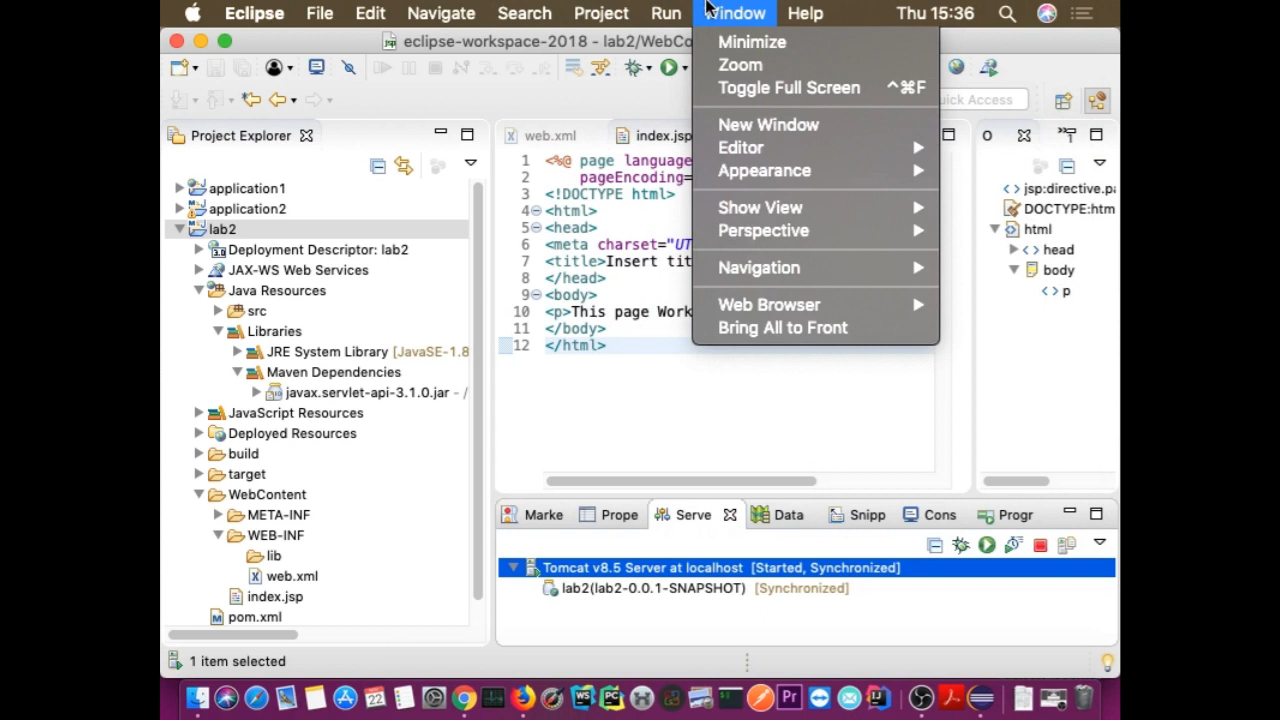 Eclipse File Edit Navigate Search Project Run Window Help Thu 15:36
eclipse-workspace-2018 - lab2/WebCo
Minimize
Zoom
Toggle Full Screen ^⌘F
New Window
Editor
Appearance
Show View
Perspective
Navigation
Web Browser
Bring All to Front
uick Access
Project Explorer
application1
application2
lab2
Deployment Descriptor: lab2
JAX-WS Web Services
Java Resources
src
Libraries
JRE System Library [JavaSE-1.8
Maven Dependencies
javax.servlet-api-3.1.0.jar - /
JavaScript Resources
Deployed Resources
build
target
WebContent
META-INF
WEB-INF
lib
web.xml
index.jsp
pom.xml
web.xml index.jsp
1 <%@ page language
2 pageEncoding=
3 <!DOCTYPE html>
4 <html>
5 <head>
6 <meta charset="UT
7 <title>Insert tit
8 </head>
9 <body>
10 <p>This page Work
11 </body>
12 </html>
O
jsp:directive.pa
DOCTYPE:htm
html
head
body
p
Marke Prope Serve Data Snipp Cons Progr
Tomcat v8.5 Server at localhost [Started, Synchronized]
lab2(lab2-0.0.1-SNAPSHOT) [Synchronized]
1 item selected
22 WS PC Pr